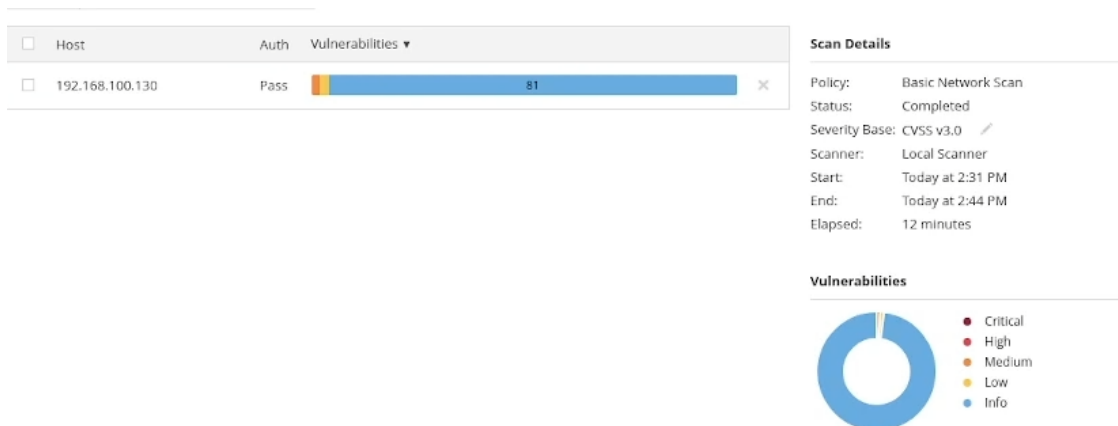 Host Auth Vulnerabilities ▼
192.168.100.130 Pass 81
Scan Details
Policy: Basic Network Scan
Status: Completed
Severity Base: CVSS v3.0
Scanner: Local Scanner
Start: Today at 2:31 PM
End: Today at 2:44 PM
Elapsed: 12 minutes
Vulnerabilities
Critical
High
Medium
Low
Info